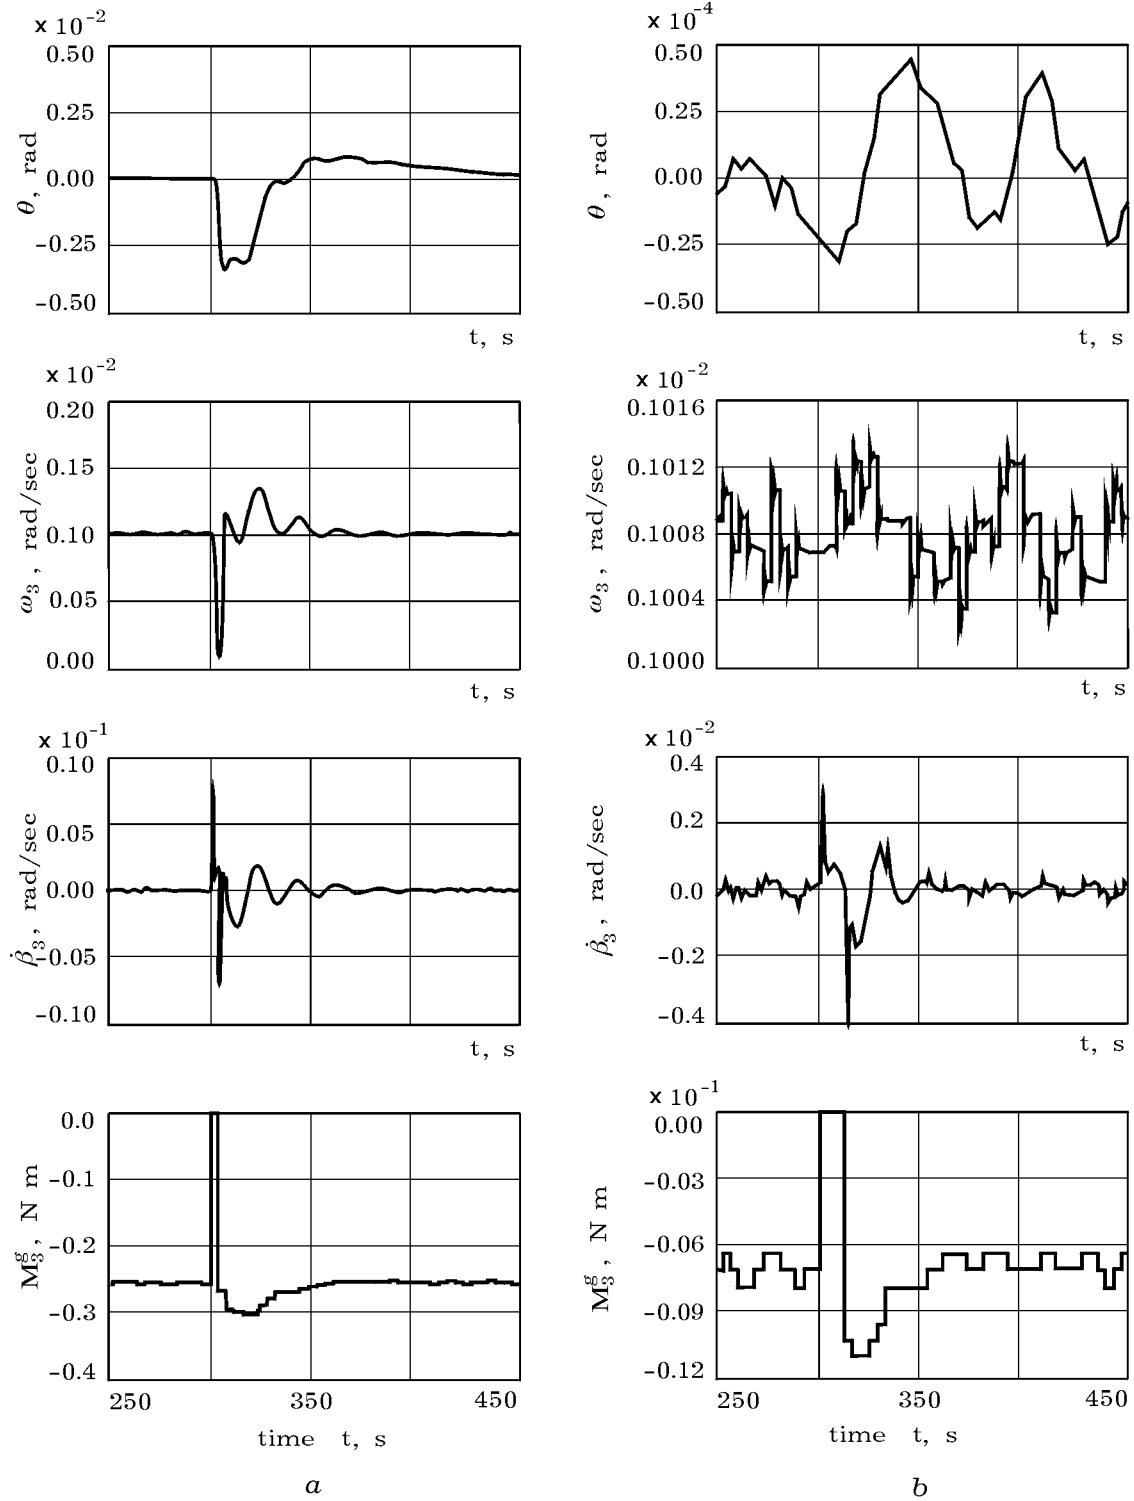 x 10⁻²
0.50
0.25
0.00
-0.25
-0.50
θ, rad
t, s
x 10⁻²
0.20
0.15
0.10
0.05
0.00
ω₃, rad/sec
t, s
x 10⁻¹
0.10
0.05
0.00
-0.05
-0.10
β̇₃, rad/sec
t, s
0.0
-0.1
-0.2
-0.3
-0.4
M₃ᵍ, N m
250 350 450
time t, s
a
x 10⁻⁴
0.50
0.25
0.00
-0.25
-0.50
θ, rad
t, s
x 10⁻²
0.1016
0.1012
0.1008
0.1004
0.1000
ω₃, rad/sec
t, s
x 10⁻²
0.4
0.2
0.0
-0.2
-0.4
β̇₃, rad/sec
t, s
x 10⁻¹
0.00
-0.03
-0.06
-0.09
-0.12
M₃ᵍ, N m
250 350 450
time t, s
b